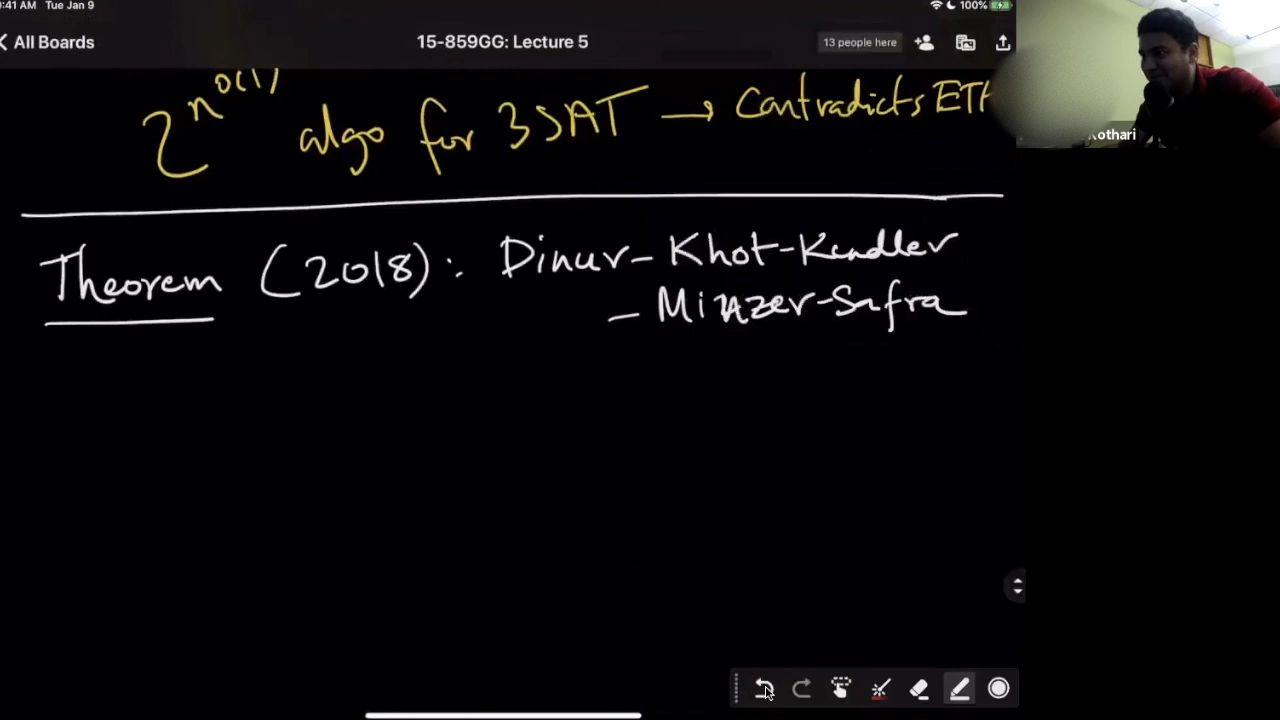 :41 AM Tue Jan 9
100%
All Boards
15-859GG: Lecture 5
13 people here
2^n^o(1) algo for 3SAT → Contradicts ETH
Kothari
Theorem (2018): Dinur-Khot-Kindler
- Minzer-Safra